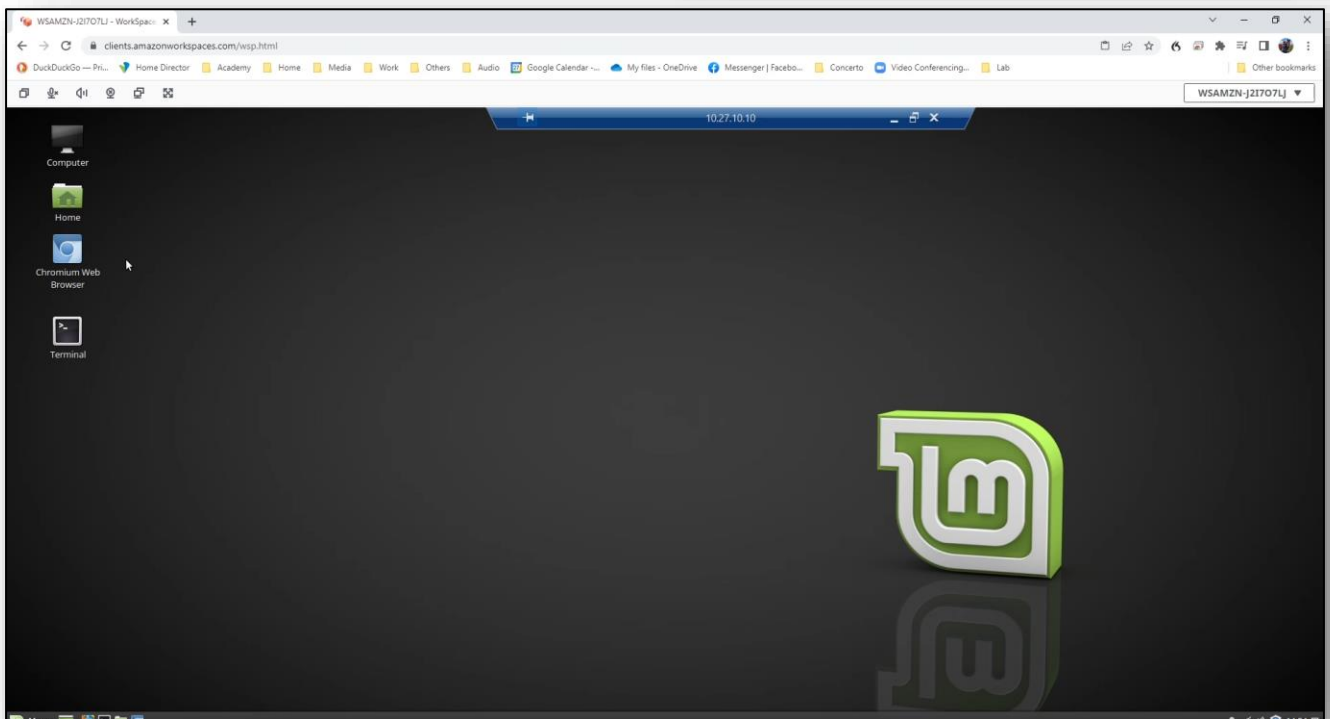 WSAMZN-J2I7O7LJ - WorkSpac
clients.amazonworkspaces.com/wsp.html
DuckDuckGo — Pri... Home Director Academy Home Media Work Others Audio Google Calendar -... My files - OneDrive Messenger | Facebo... Concerto Video Conferencing... Lab Other bookmarks
WSAMZN-J2I7O7LJ
10.27.10.10
Computer
Home
Chromium Web
Browser
Terminal